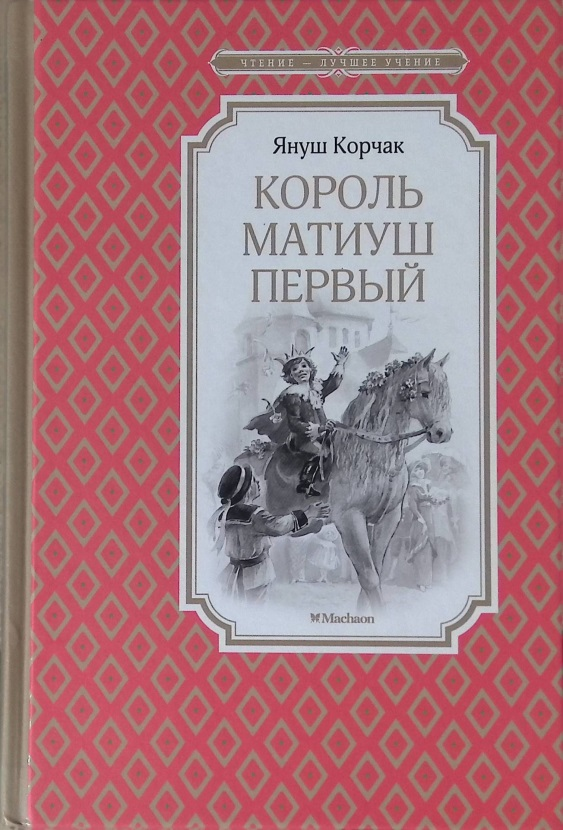 ЧТЕНИЕ — ЛУЧШЕЕ УЧЕНИЕ
Януш Корчак
КОРОЛЬ
МАТИУШ
ПЕРВЫЙ
Machaon